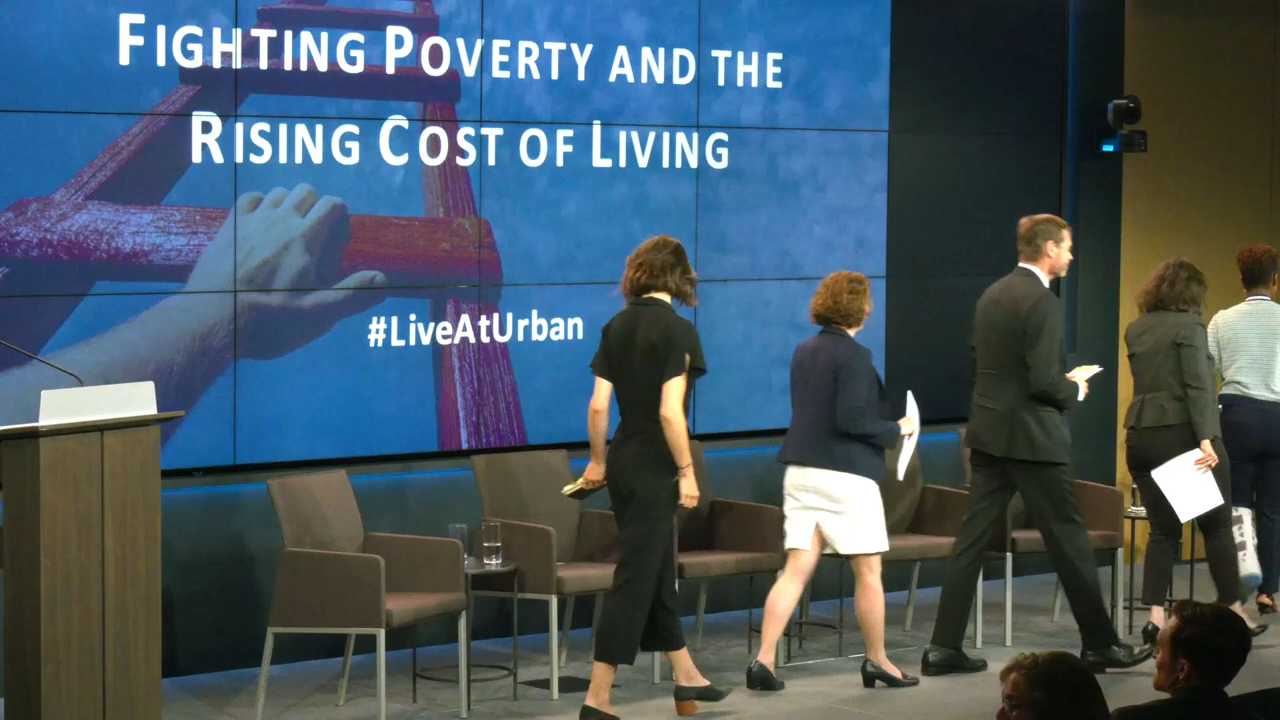 FIGHTING POVERTY AND THE
RISING COST OF LIVING
#LiveAtUrban